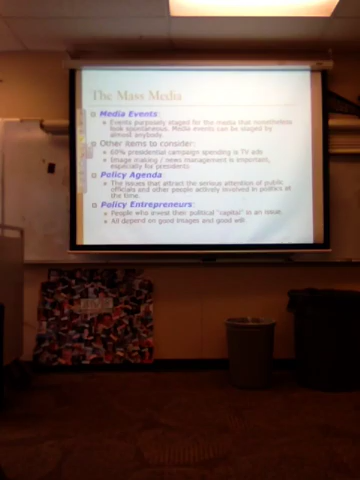 The Mass Media
Media Events:
Events purposely staged for the media that nonetheless
look spontaneous. Media events can be staged by
almost anybody.
Other items to consider:
60% presidential campaign spending is TV ads
Image making / news management is important,
especially for presidents
Policy Agenda:
The issues that attract the serious attention of public
officials and other people actively involved in politics at
the time.
Policy Entrepreneurs:
People who invest their political "capital" in an issue.
All depend on good images and good will.